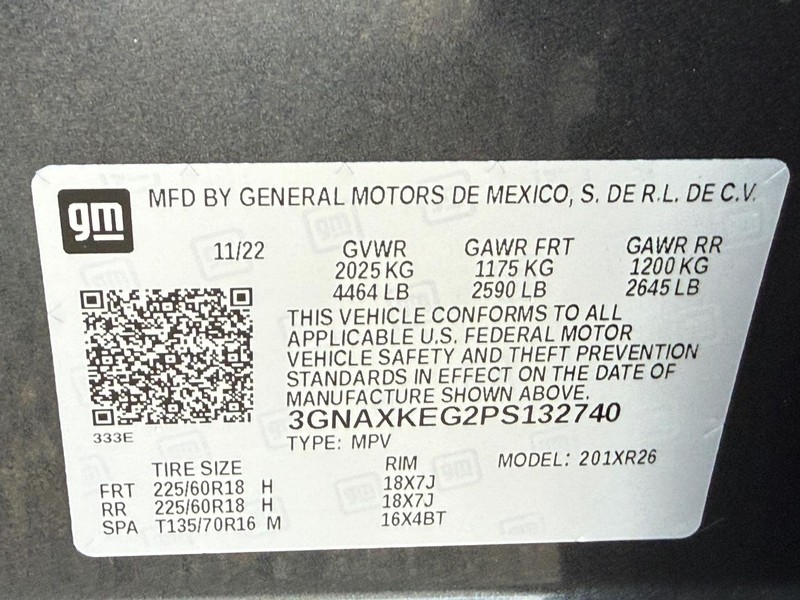 gm MFD BY GENERAL MOTORS DE MEXICO, S. DE R.L. DE C.V.
11/22 GVWR GAWR FRT GAWR RR
2025 KG 1175 KG 1200 KG
4464 LB 2590 LB 2645 LB
THIS VEHICLE CONFORMS TO ALL
APPLICABLE U.S. FEDERAL MOTOR
VEHICLE SAFETY AND THEFT PREVENTION
STANDARDS IN EFFECT ON THE DATE OF
MANUFACTURE SHOWN ABOVE.
3GNAXKEG2PS132740
333E
TYPE: MPV
TIRE SIZE RIM MODEL: 201XR26
FRT 225/60R18 H 18X7J
RR 225/60R18 H 18X7J
SPA T135/70R16 M 16X4BT